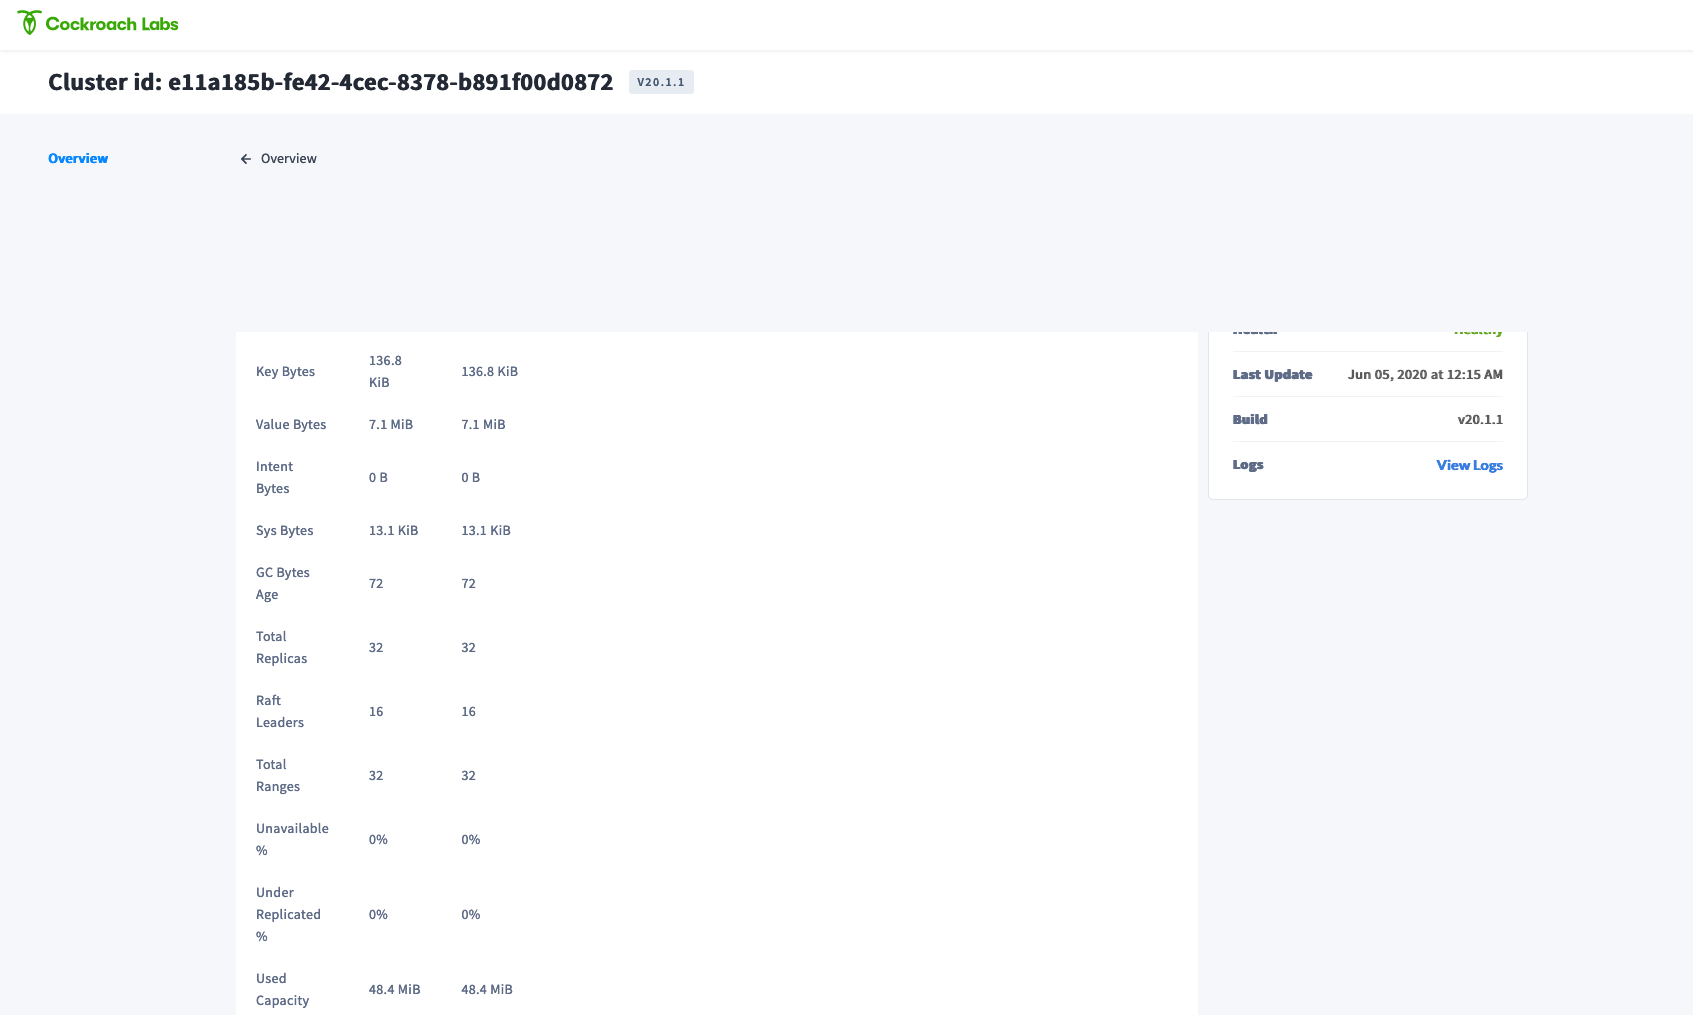 Cockroach Labs
Cluster id: e11a185b-fe42-4cec-8378-b891f00d0872 V20.1.1
Overview ← Overview
Healthy
Key Bytes 136.8 KiB 136.8 KiB
Value Bytes 7.1 MiB 7.1 MiB
Intent Bytes 0 B 0 B
Sys Bytes 13.1 KiB 13.1 KiB
GC Bytes Age 72 72
Total Replicas 32 32
Raft Leaders 16 16
Total Ranges 32 32
Unavailable % 0% 0%
Under Replicated % 0% 0%
Used Capacity 48.4 MiB 48.4 MiB
Last Update Jun 05, 2020 at 12:15 AM
Build v20.1.1
Logs View Logs